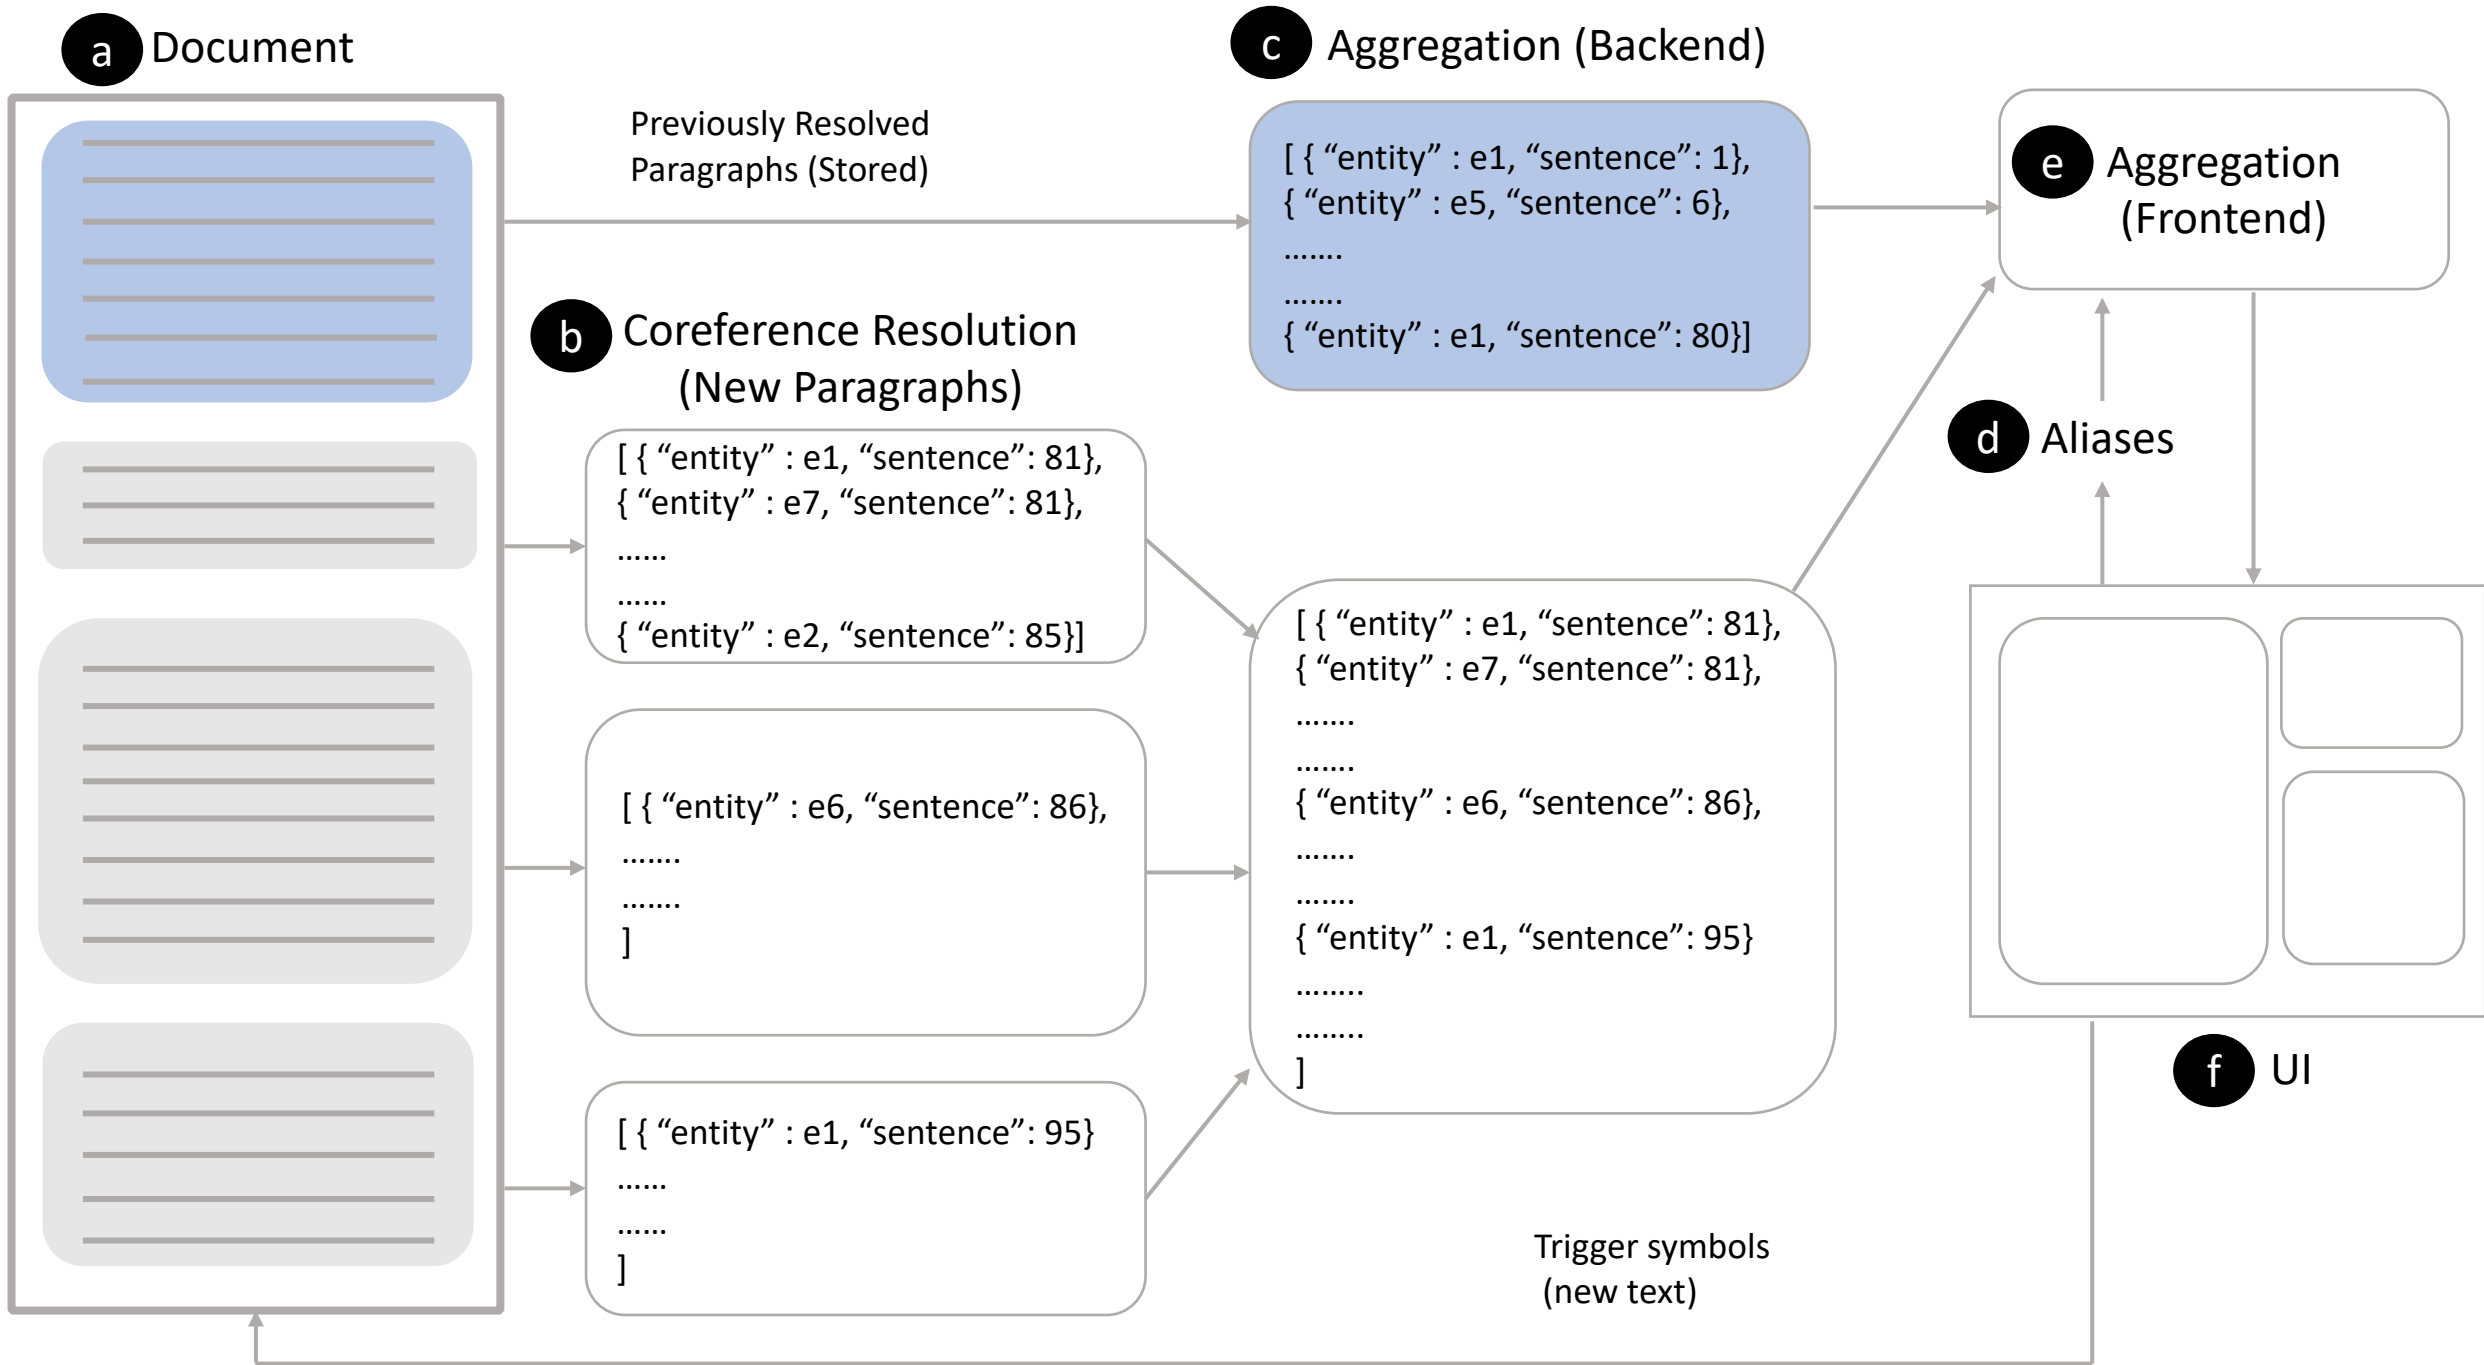 a Document
c Aggregation (Backend)
Previously Resolved
Paragraphs (Stored)
[ { “entity” : e1, “sentence”: 1},
{ “entity” : e5, “sentence”: 6},
.......
.......
{ “entity” : e1, “sentence”: 80}]
e Aggregation
(Frontend)
b Coreference Resolution
(New Paragraphs)
[ { “entity” : e1, “sentence”: 81},
{ “entity” : e7, “sentence”: 81},
......
......
{ “entity” : e2, “sentence”: 85}]
[ { “entity” : e6, “sentence”: 86},
.......
.......
]
[ { “entity” : e1, “sentence”: 95}
......
......
]
[ { “entity” : e1, “sentence”: 81},
{ “entity” : e7, “sentence”: 81},
.......
.......
{ “entity” : e6, “sentence”: 86},
.......
.......
{ “entity” : e1, “sentence”: 95}
........
........
]
d Aliases
f UI
Trigger symbols
(new text)